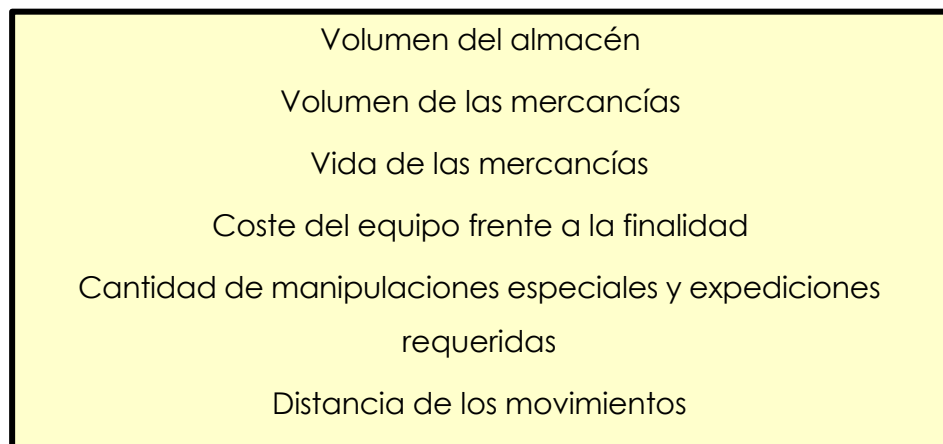 Volumen del almacén
Volumen de las mercancías
Vida de las mercancías
Coste del equipo frente a la finalidad
Cantidad de manipulaciones especiales y expediciones
requeridas
Distancia de los movimientos